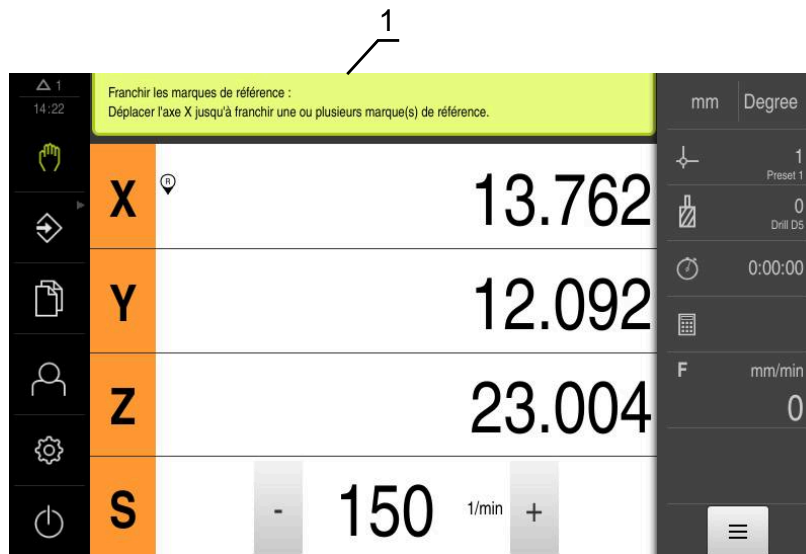 1
1
14:22
Franchir les marques de référence :
Déplacer l'axe X jusqu'à franchir une ou plusieurs marque(s) de référence.
mm Degree
X R 13.762
Y 12.092
Z 23.004
S - 150 1/min +
1
Preset 1
0
Drill D5
0:00:00
F mm/min
0